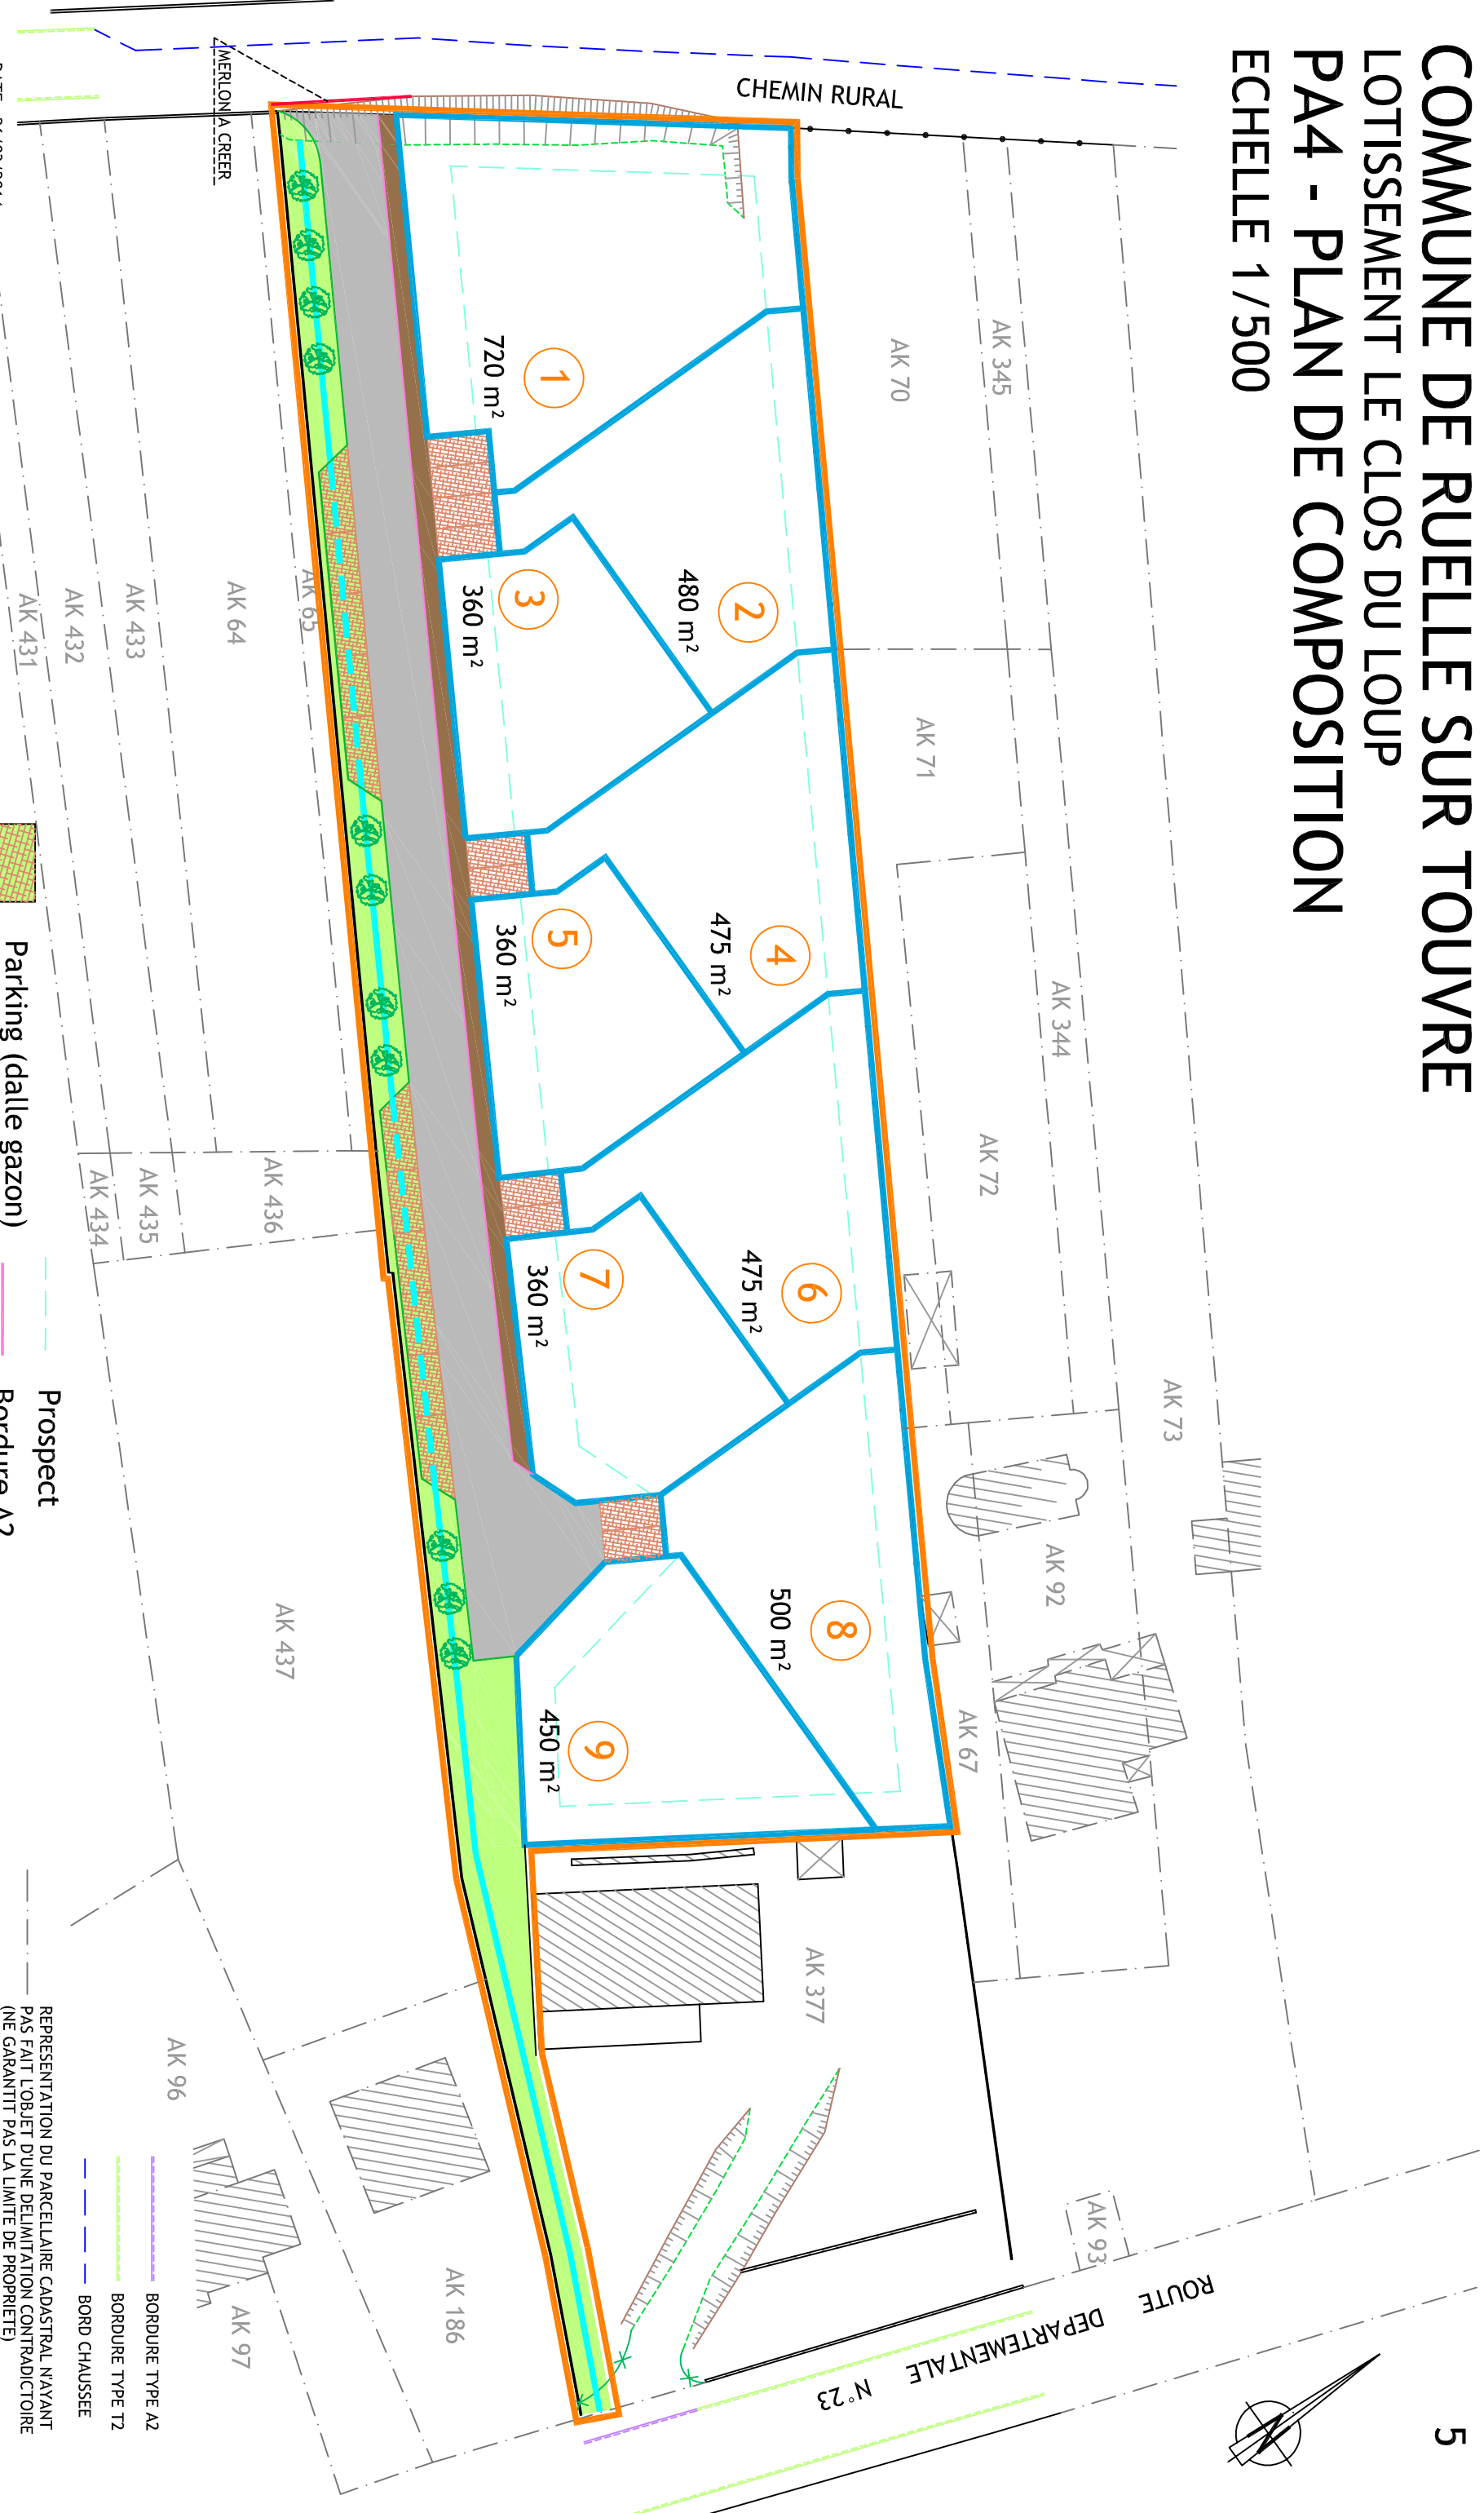 COMMUNE DE RUELLE SUR TOUVRE
LOTISSEMENT LE CLOS DU LOUP
PA4 - PLAN DE COMPOSITION
ECHELLE 1/500
5
CHEMIN RURAL
MERLON A CREER
AK 345
AK 70
AK 71
AK 344
AK 72
AK 73
AK 92
AK 67
AK 377
AK 93
1
720 m²
2
480 m²
3
360 m²
4
475 m²
5
360 m²
6
475 m²
7
360 m²
8
500 m²
9
450 m²
AK 65
AK 64
AK 433
AK 432
AK 431
AK 436
AK 435
AK 434
AK 437
AK 96
AK 97
AK 186
ROUTE DEPARTEMENTALE N°23
Parking (dalle gazon)
Prospect
Bordure A2
BORDURE TYPE A2
BORDURE TYPE T2
BORD CHAUSSEE
REPRESENTATION DU PARCELLAIRE CADASTRAL N'AYANT
PAS FAIT L'OBJET D'UNE DELIMITATION CONTRADICTOIRE
(NE GARANTIT PAS LA LIMITE DE PROPRIETE)